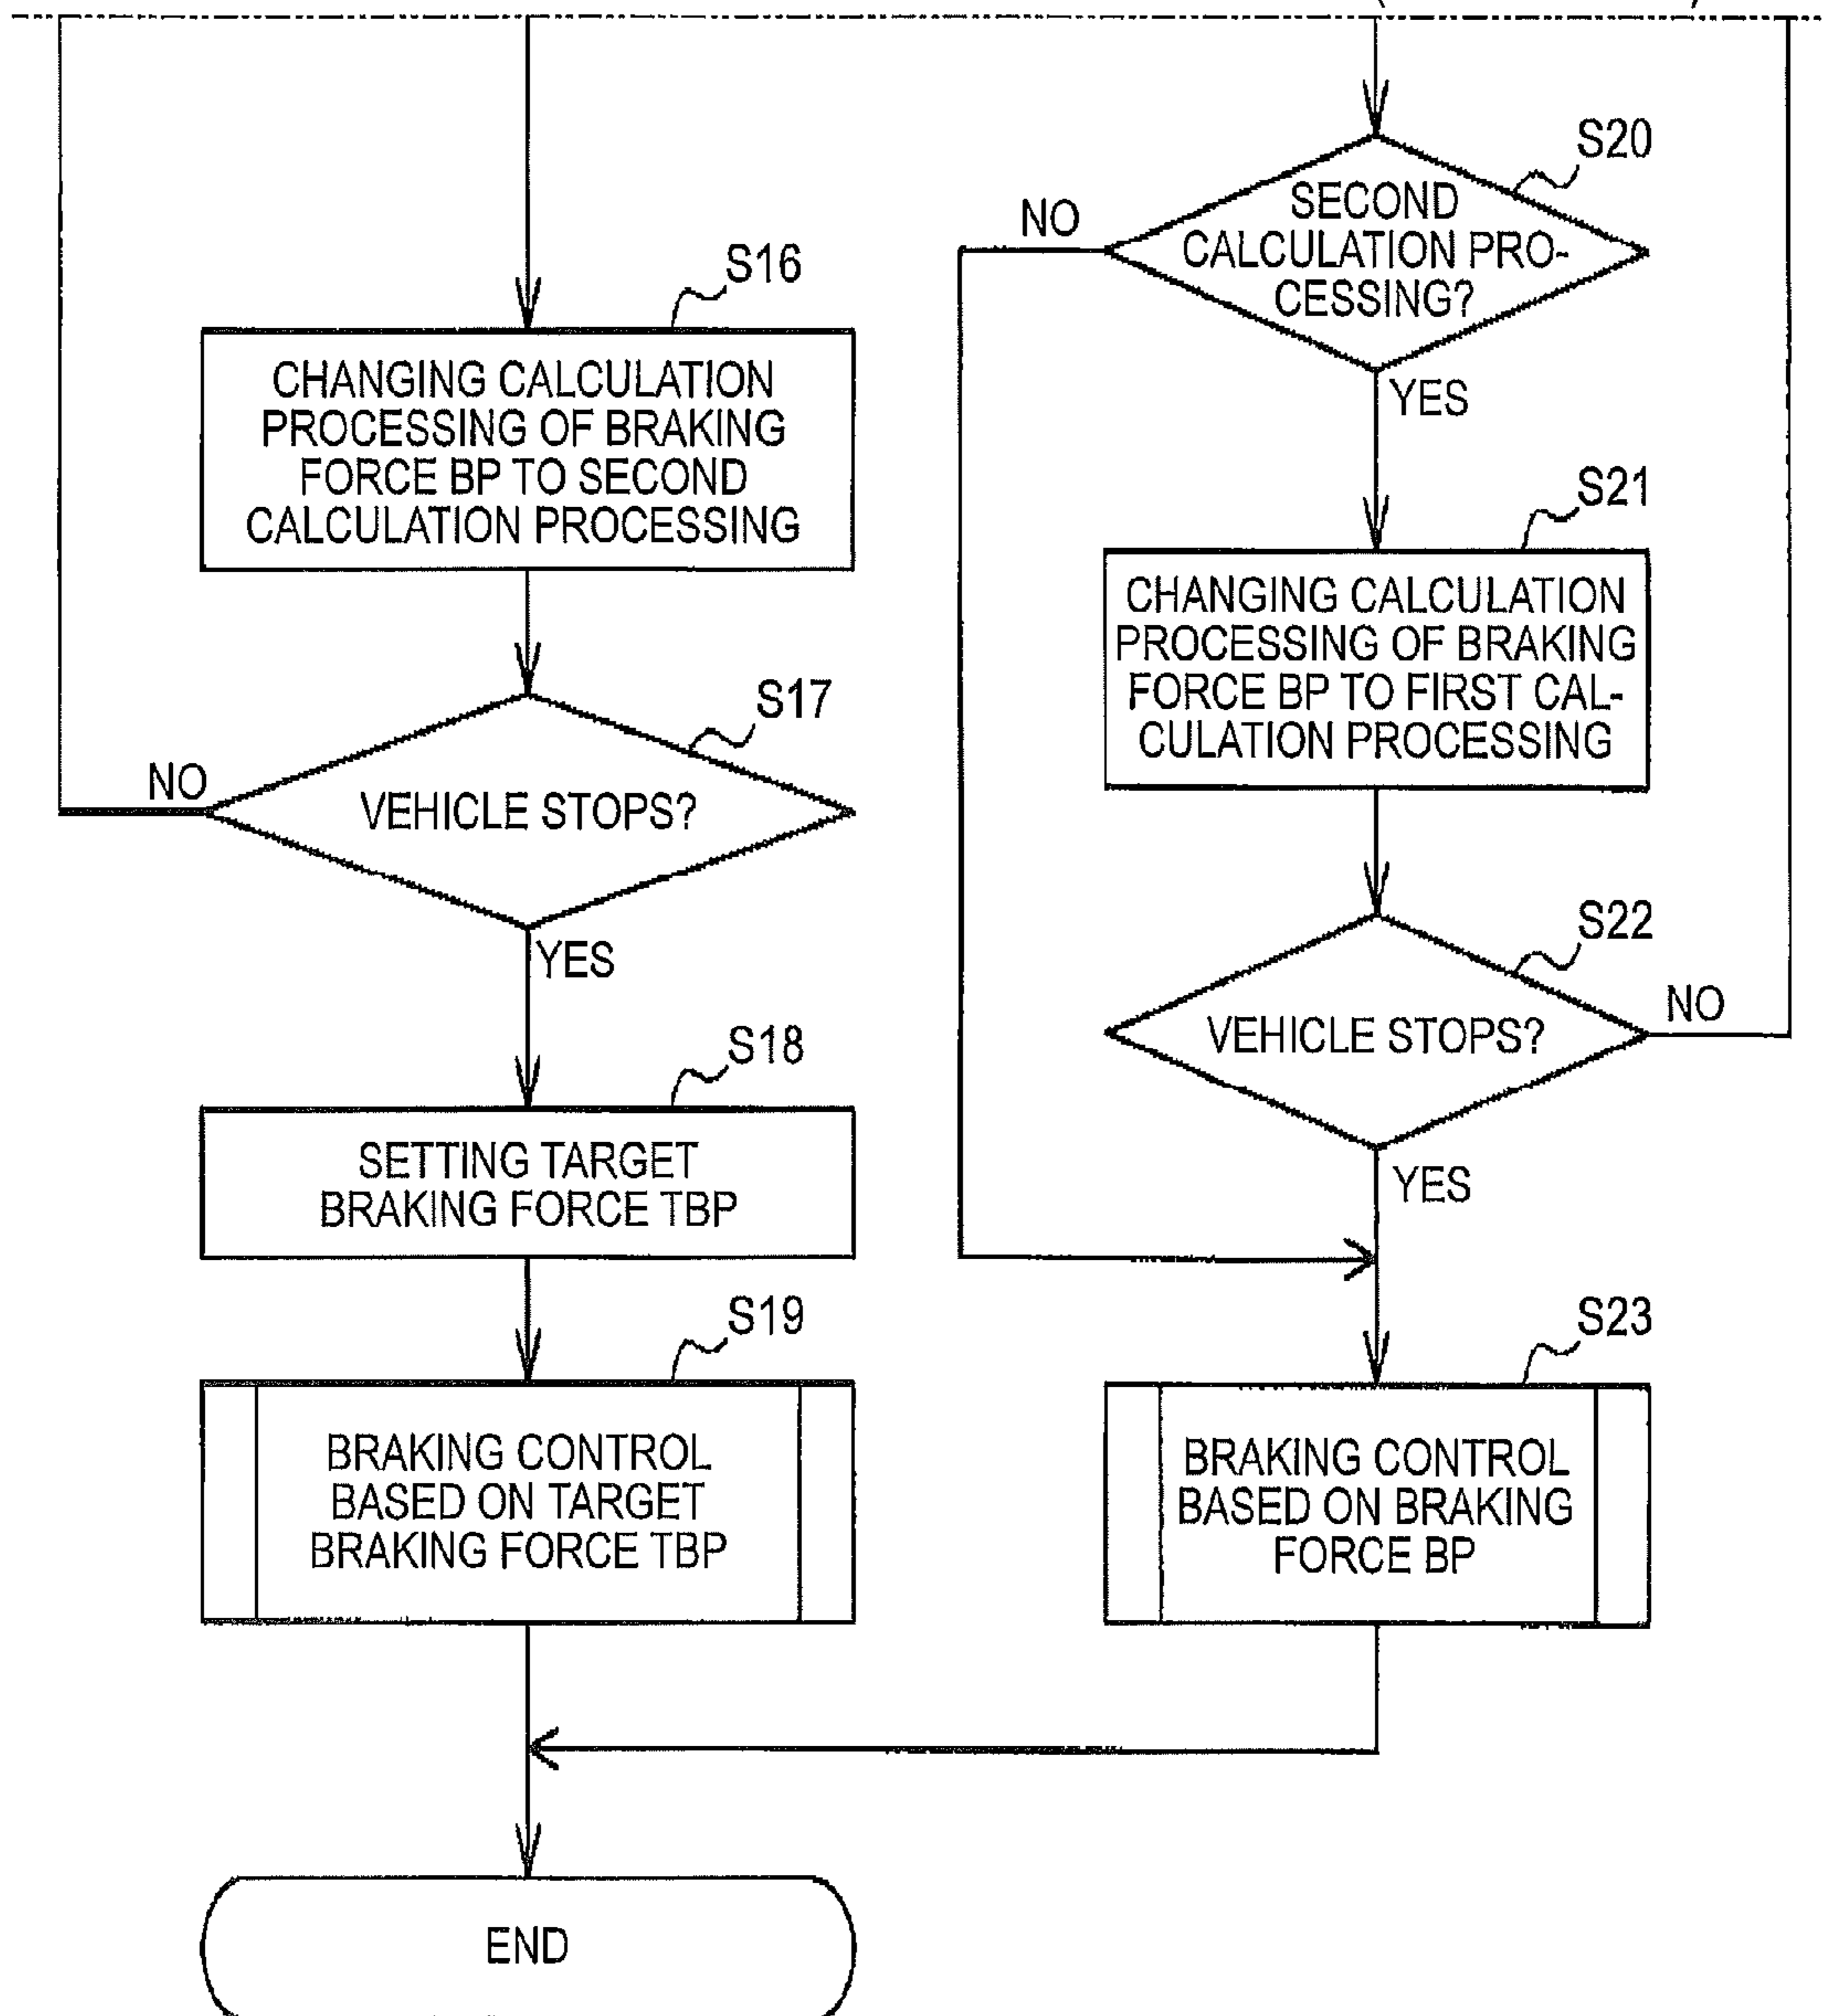 S16
CHANGING CALCULATION
PROCESSING OF BRAKING
FORCE BP TO SECOND
CALCULATION PROCESSING
S17
NO
VEHICLE STOPS?
YES
S18
SETTING TARGET
BRAKING FORCE TBP
S19
BRAKING CONTROL
BASED ON TARGET
BRAKING FORCE TBP
S20
NO
SECOND
CALCULATION PRO-
CESSING?
YES
S21
CHANGING CALCULATION
PROCESSING OF BRAKING
FORCE BP TO FIRST CAL-
CULATION PROCESSING
S22
VEHICLE STOPS?
NO
YES
S23
BRAKING CONTROL
BASED ON BRAKING
FORCE BP
END